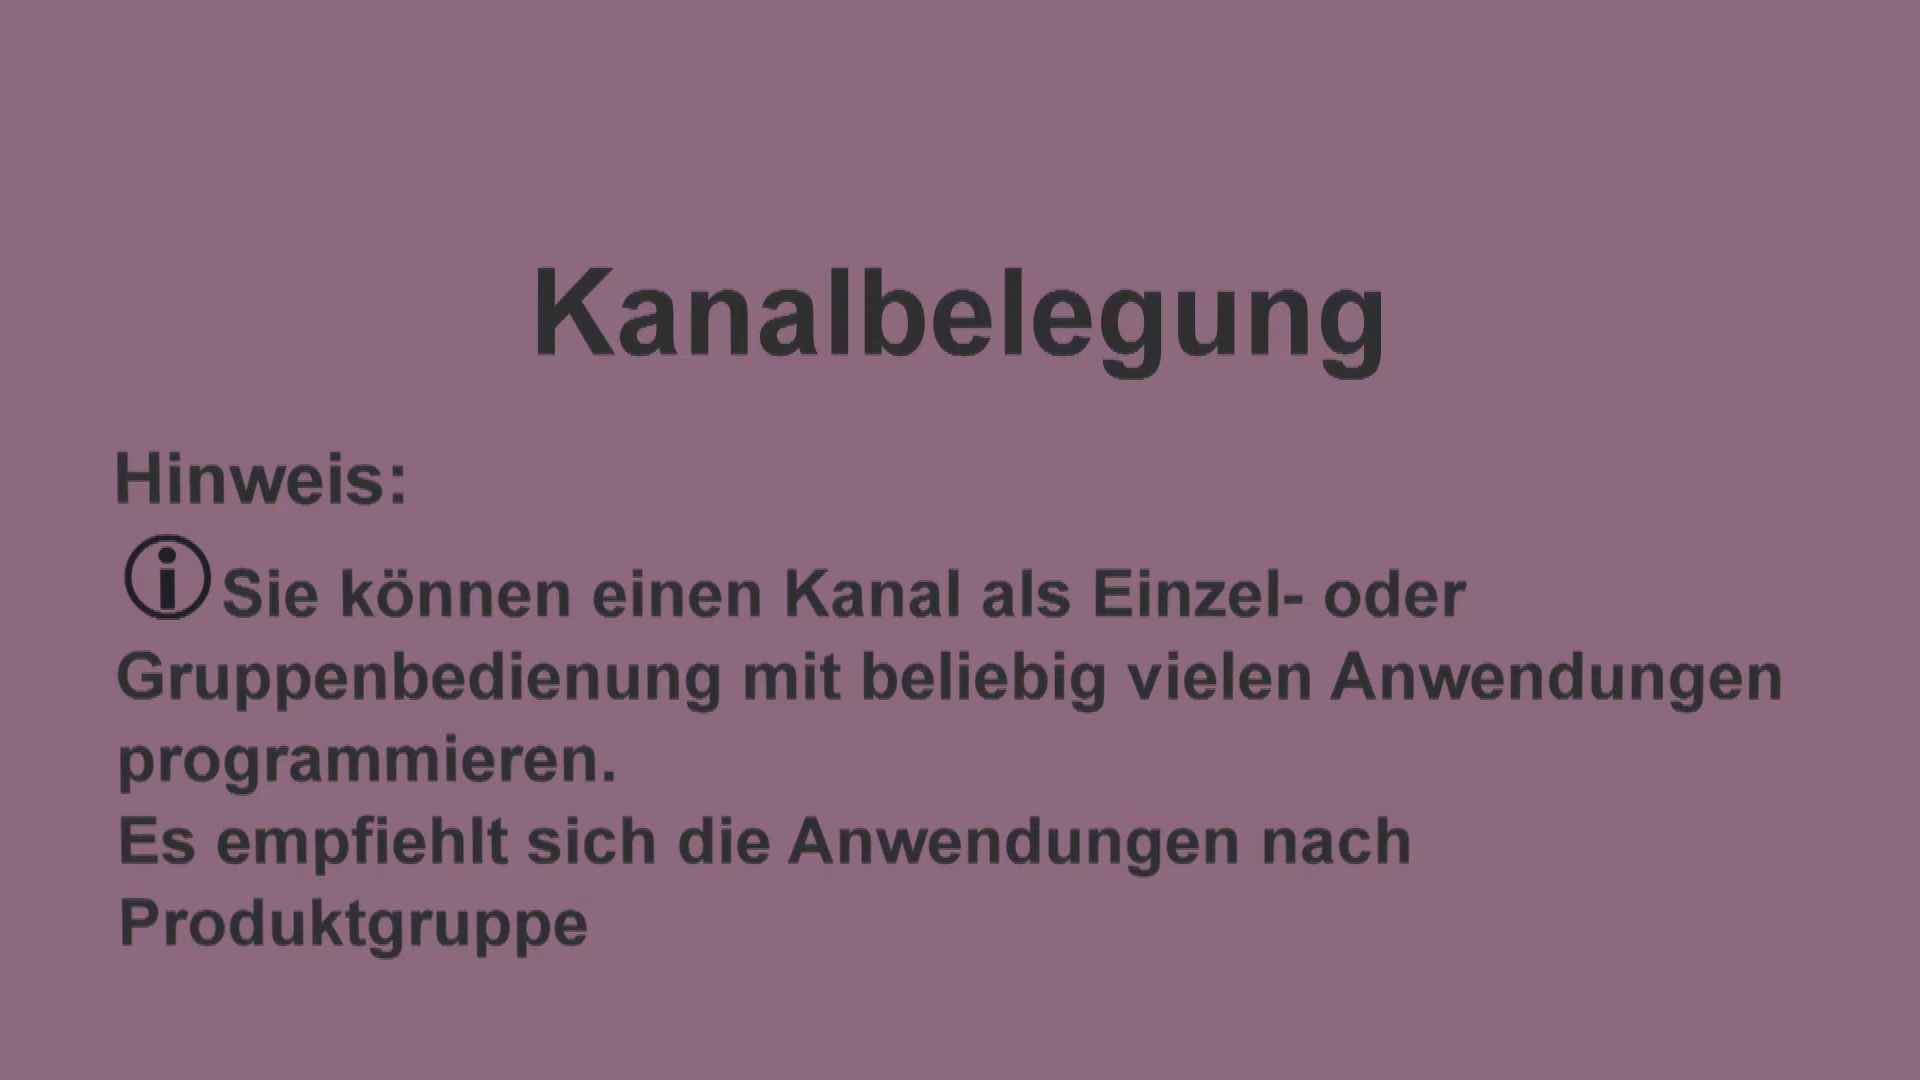 Kanalbelegung
Hinweis:
Sie können einen Kanal als Einzel- oder
Gruppenbedienung mit beliebig vielen Anwendungen
programmieren.
Es empfiehlt sich die Anwendungen nach
Produktgruppe